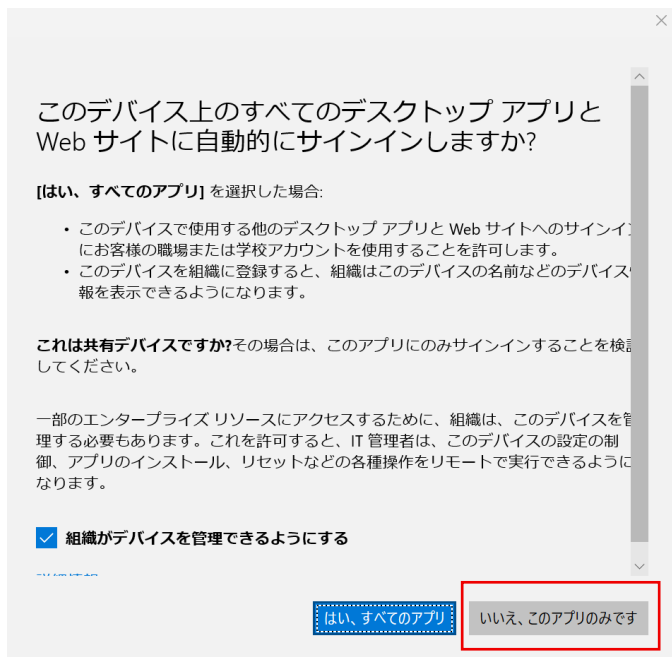 このデバイス上のすべてのデスクトップ アプリと
Web サイトに自動的にサインインしますか?
[はい、すべてのアプリ] を選択した場合:
• このデバイスで使用する他のデスクトップ アプリと Web サイトへのサインイ
にお客様の職場または学校アカウントを使用することを許可します。
• このデバイスを組織に登録すると、組織はこのデバイスの名前などのデバイス
報を表示できるようになります。
これは共有デバイスですか?その場合は、このアプリにのみサインインすることを検
してください。
一部のエンタープライズ リソースにアクセスするために、組織は、このデバイスを
理する必要もあります。これを許可すると、IT 管理者は、このデバイスの設定の制
御、アプリのインストール、リセットなどの各種操作をリモートで実行できるように
なります。
組織がデバイスを管理できるようにする
はい、すべてのアプリ
いいえ、このアプリのみです